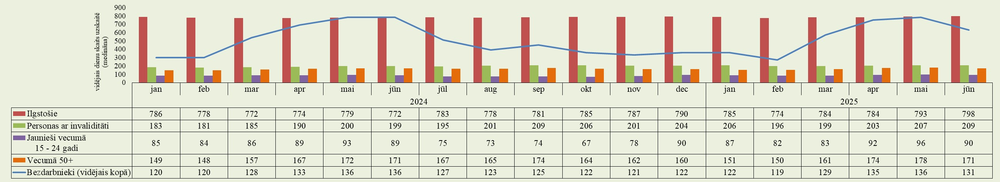 vidējais dienu skaits uzskaitē
(medināna)
900
800
700
600
500
400
300
200
100
0
jan feb mar apr mai jūn jūl aug sep okt nov dec jan feb mar apr mai jūn
2024 2025
Ilgstošie 786 778 772 774 779 772 783 778 781 785 787 790 785 774 784 784 793 798
Personas ar invaliditāti 183 181 185 190 200 199 195 201 209 206 201 204 206 196 199 203 207 209
Jaunieši vecumā
15 - 24 gadi 85 84 86 89 93 89 75 73 74 67 78 90 87 82 83 92 96 90
Vecumā 50+ 149 148 157 167 172 171 167 165 174 164 162 160 151 150 161 174 178 171
Bezdarbnieki (vidējais kopā) 120 120 128 133 136 136 127 123 125 122 121 122 122 119 129 135 136 131